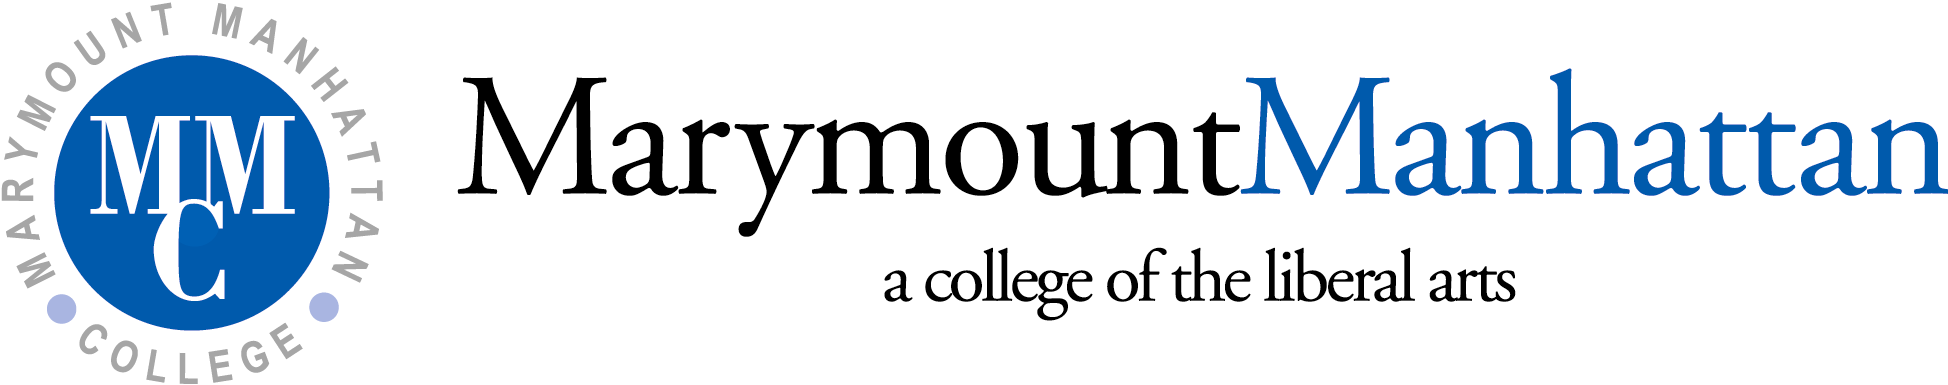 MARYMOUNT MANHATTAN
COLLEGE
MMC
MarymountManhattan
a college of the liberal arts